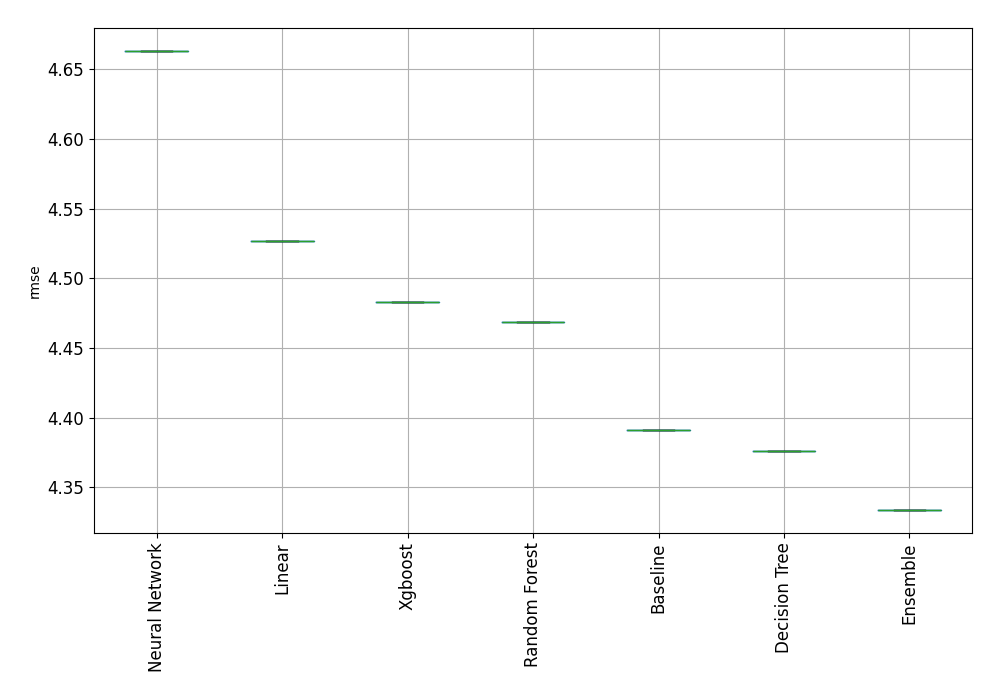 4.65
4.60
4.55
4.50
4.45
4.40
4.35
rmse
Neural Network
Linear
Xgboost
Random Forest
Baseline
Decision Tree
Ensemble